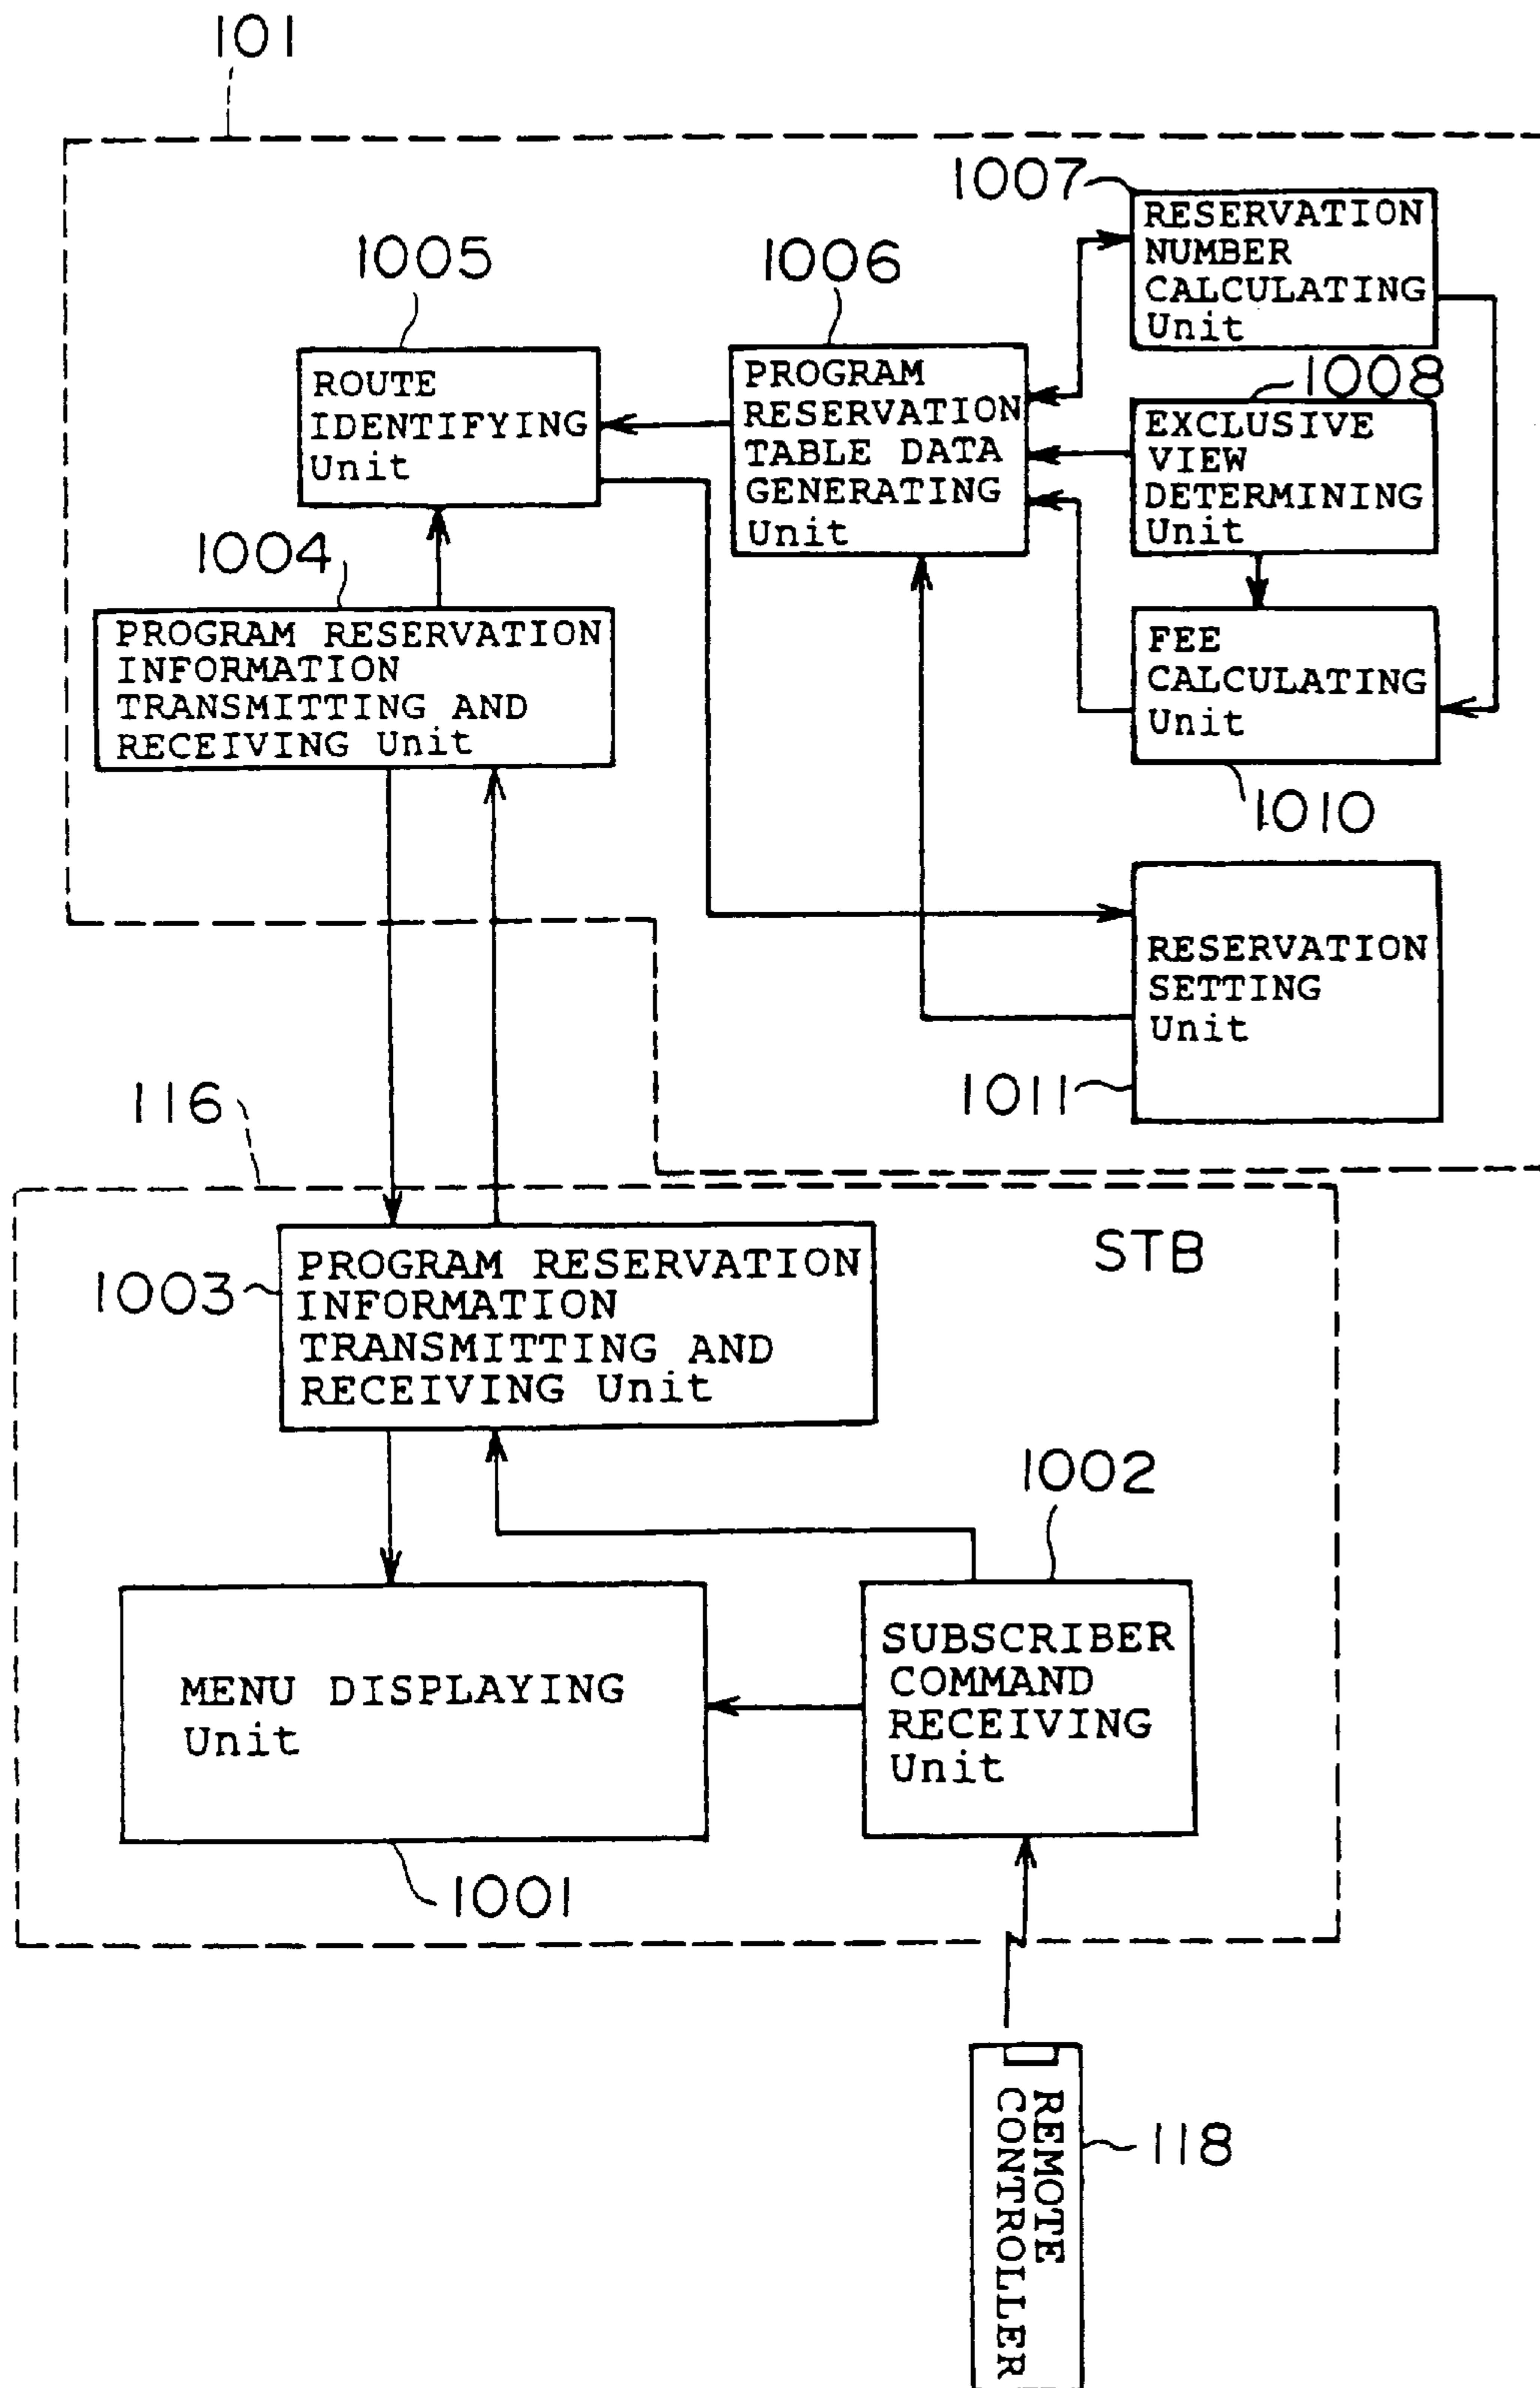 101
1007
RESERVATION
NUMBER
CALCULATING
Unit
1005
1006
ROUTE
IDENTIFYING
Unit
PROGRAM
RESERVATION
TABLE DATA
GENERATING
Unit
1008
EXCLUSIVE
VIEW
DETERMINING
Unit
1004
PROGRAM RESERVATION
INFORMATION
TRANSMITTING AND
RECEIVING Unit
FEE
CALCULATING
Unit
1010
RESERVATION
SETTING
Unit
1011
116
STB
1003
PROGRAM RESERVATION
INFORMATION
TRANSMITTING AND
RECEIVING Unit
1002
MENU DISPLAYING
Unit
SUBSCRIBER
COMMAND
RECEIVING
Unit
1001
REMOTE
CONTROLLER
118